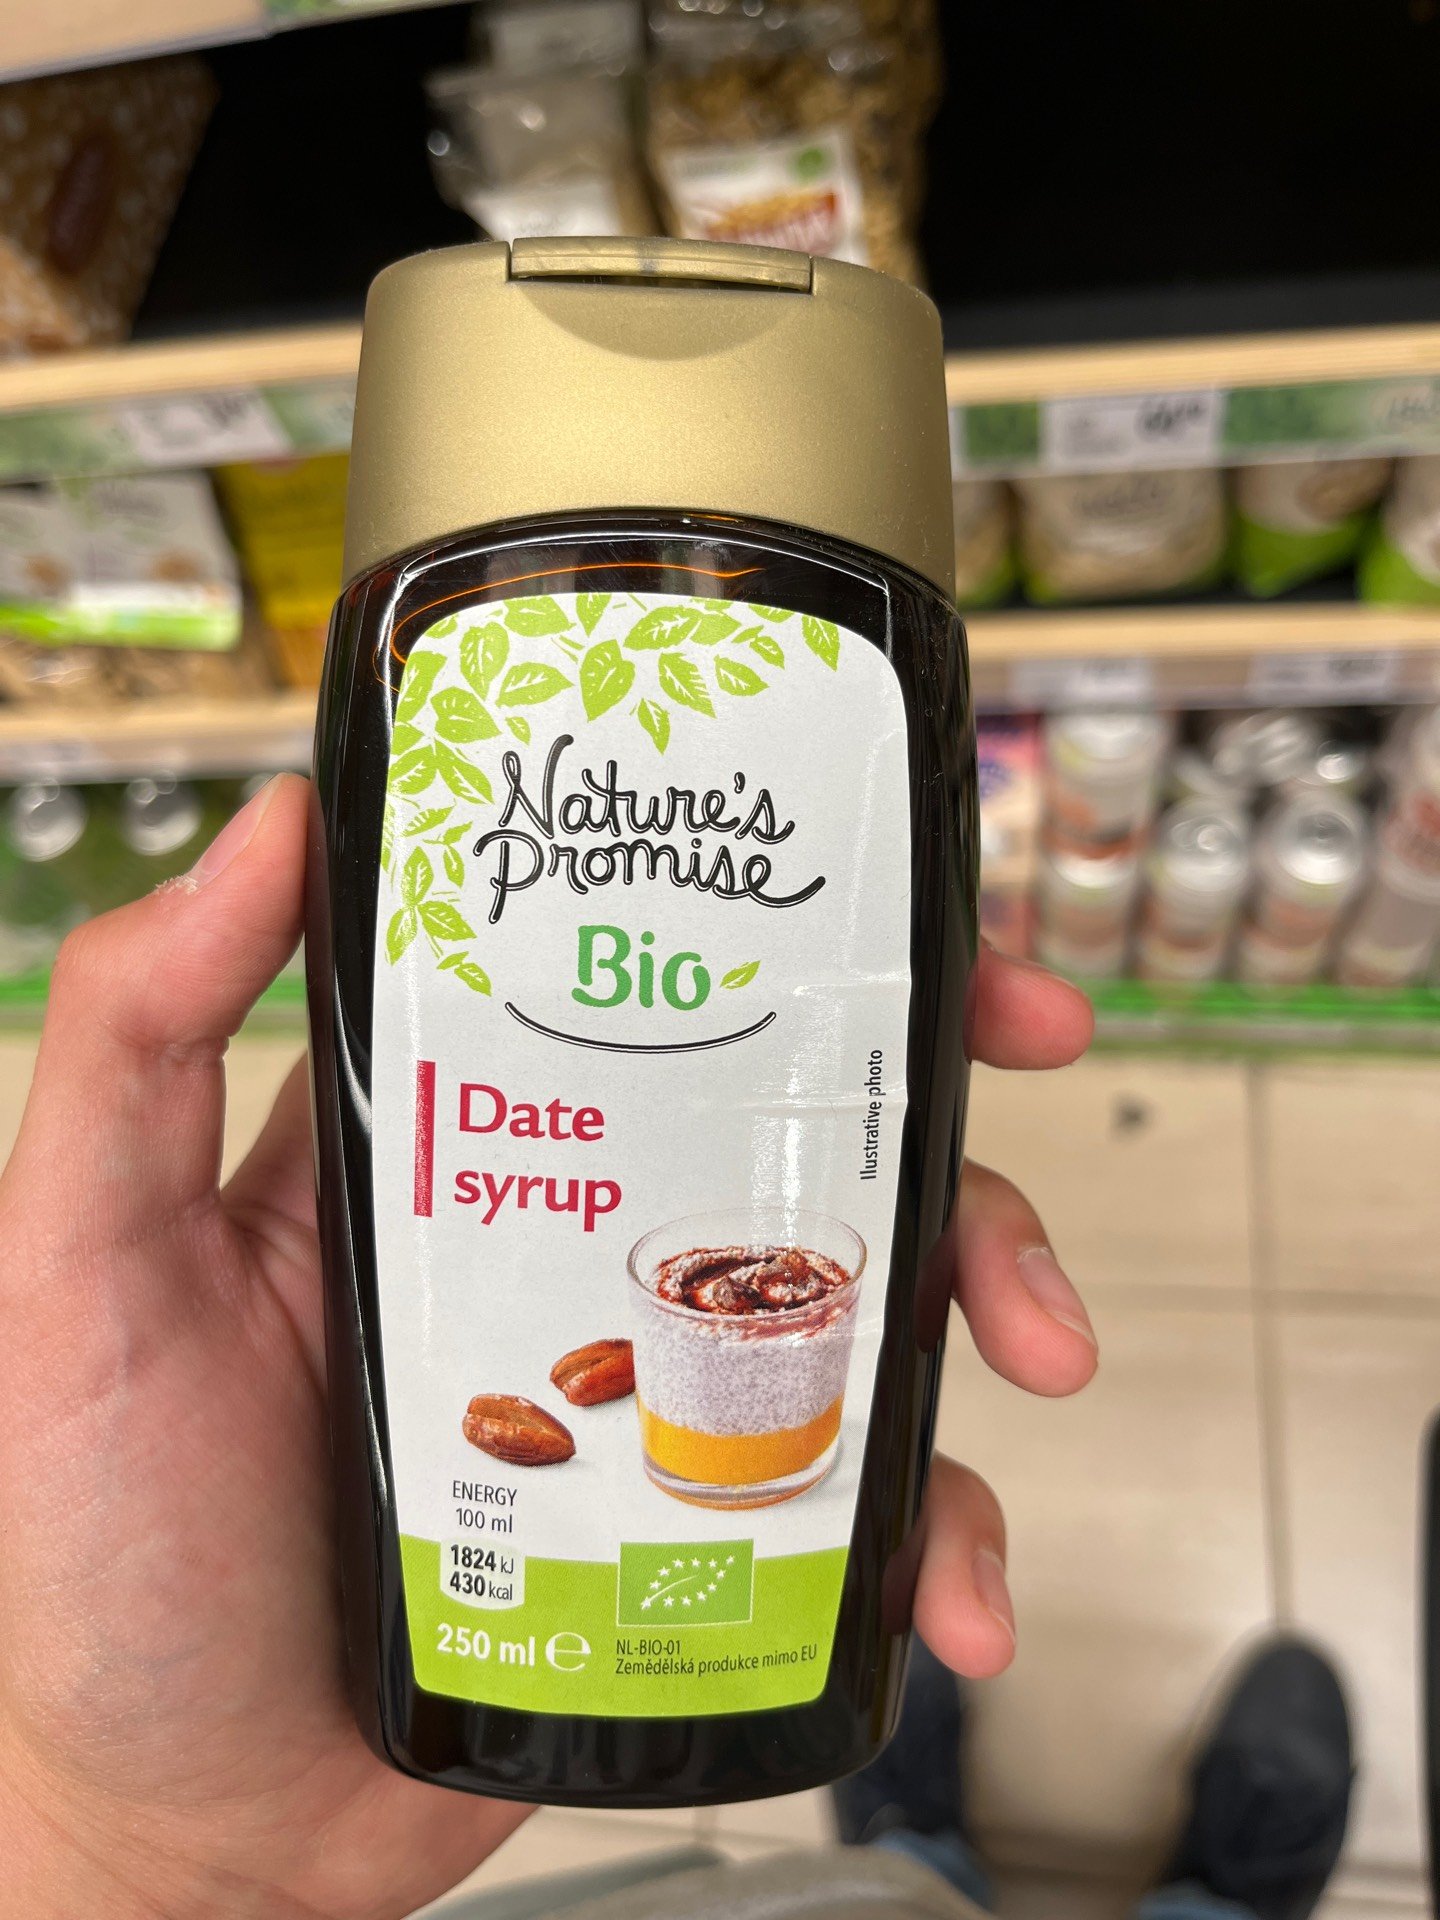 Nature's
Promise
Bio
Date
syrup
Illustrative photo
ENERGY
100 ml
1824 kJ
430 kcal
250 ml ℮
NL-BIO-01
Zemědělská produkce mimo EU